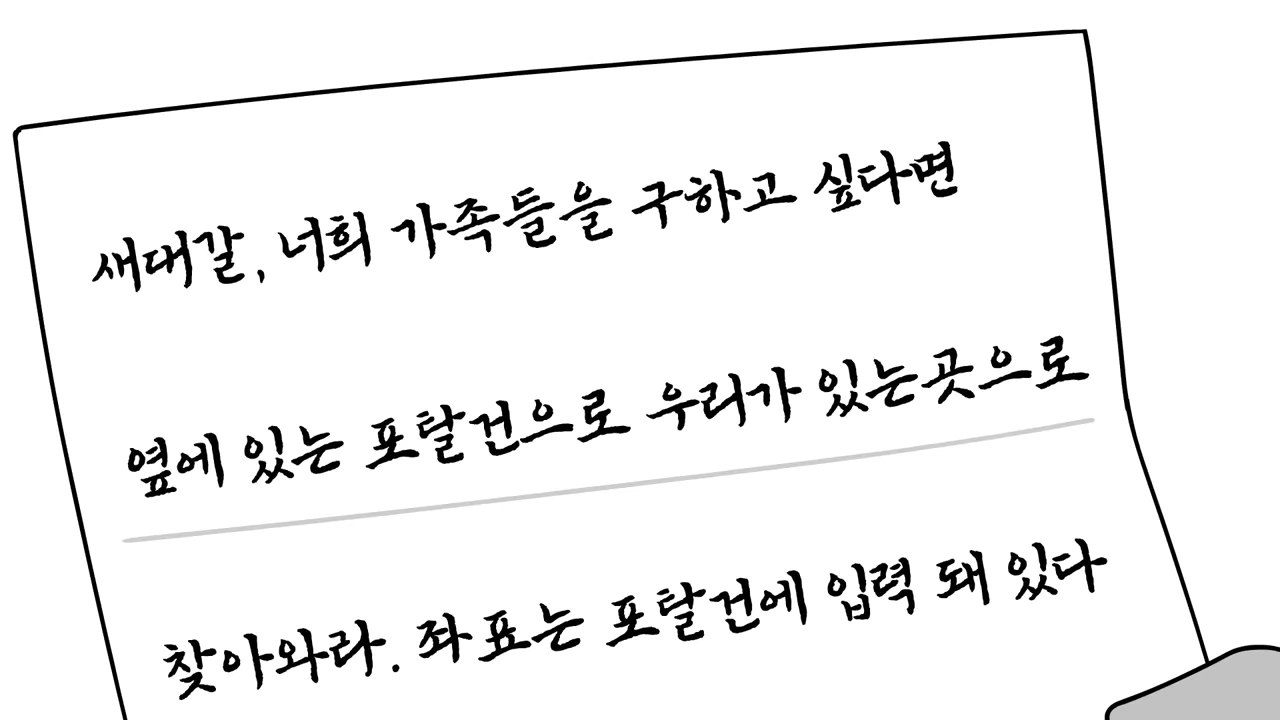 새대갈, 너희 가족들을 구하고 싶다면
옆에 있는 포탈건으로 우리가 있는곳으로
찾아와라. 좌표는 포탈건에 입력 돼 있다